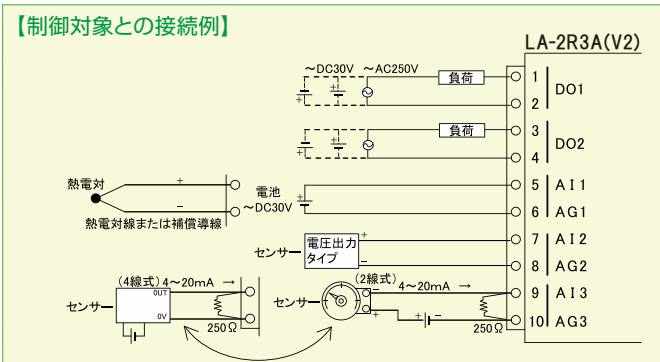 【制御対象との接続例】
LA-2R3A(V2)
～DC30V ～AC250V
負荷
+
+
1
2
DO1
負荷
+
+
3
4
DO2
熱電対
+
−
熱電対線または補償導線
電池
～DC30V
+
5 AI1
6 AG1
センサー
電圧出力
タイプ
+
−
7 AI2
8 AG2
(4線式) 4～20mA →
センサー
OUT
0V
250Ω
(2線式)
センサー
−
+
4～20mA →
+ −
250Ω
9 AI3
10 AG3